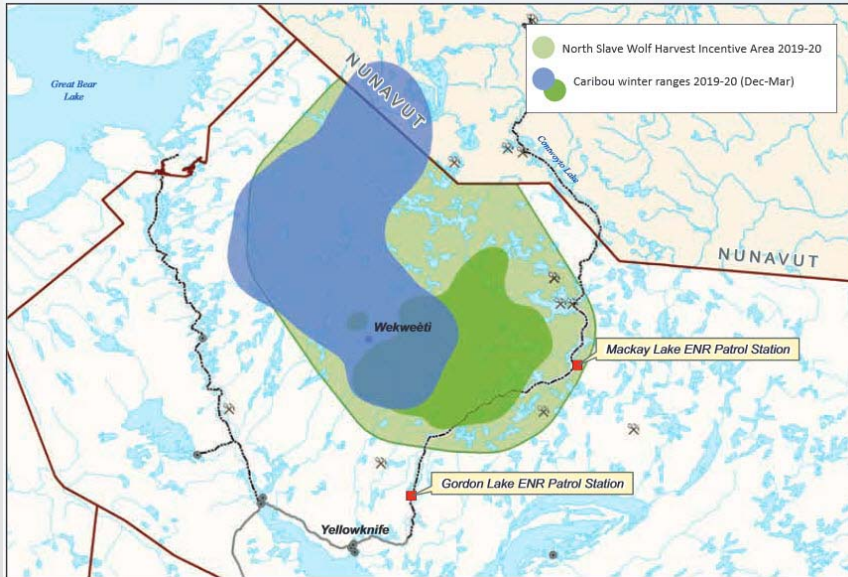 North Slave Wolf Harvest Incentive Area 2019-20
Caribou winter ranges 2019-20 (Dec-Mar)
Great Bear
Lake
NUNAVUT
Contwoyto Lake
NUNAVUT
Wekweètì
Mackay Lake ENR Patrol Station
Gordon Lake ENR Patrol Station
Yellowknife